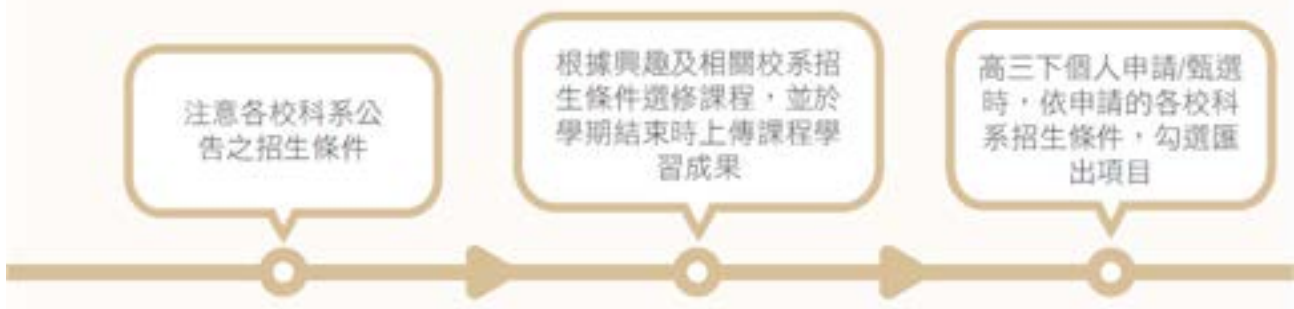 注意各校科系公
告之招生條件
根據興趣及相關校系招
生條件選修課程，並於
學期結束時上傳課程學
習成果
高三下個人申請/甄選
時，依申請的各校科
系招生條件，勾選匯
出項目